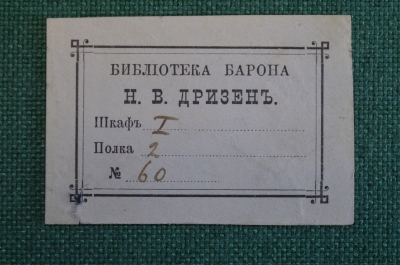 БИБЛІОТЕКА БАРОНА
Н. В. ДРИЗЕНЪ.
Шкафъ I
Полка 2
№ 60